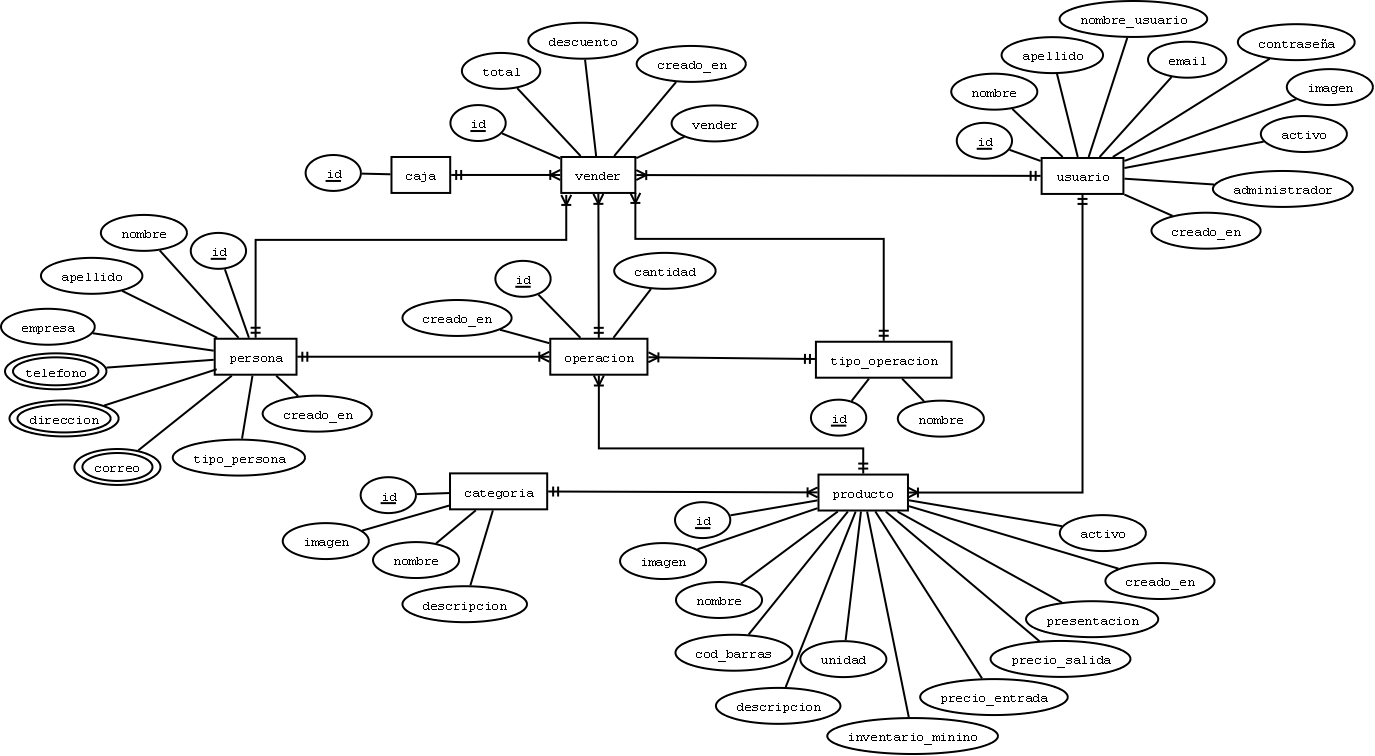 nombre_usuario
descuento
contraseña
apellido
email
total
creado_en
imagen
nombre
id
vender
activo
id
id
caja
vender
usuario
administrador
nombre
id
creado_en
apellido
id
cantidad
empresa
creado_en
persona
operacion
tipo_operacion
telefono
direccion
creado_en
id
nombre
correo
tipo_persona
id
categoria
producto
imagen
id
activo
nombre
imagen
creado_en
descripcion
nombre
presentacion
cod_barras
unidad
precio_salida
descripcion
precio_entrada
inventario_minino